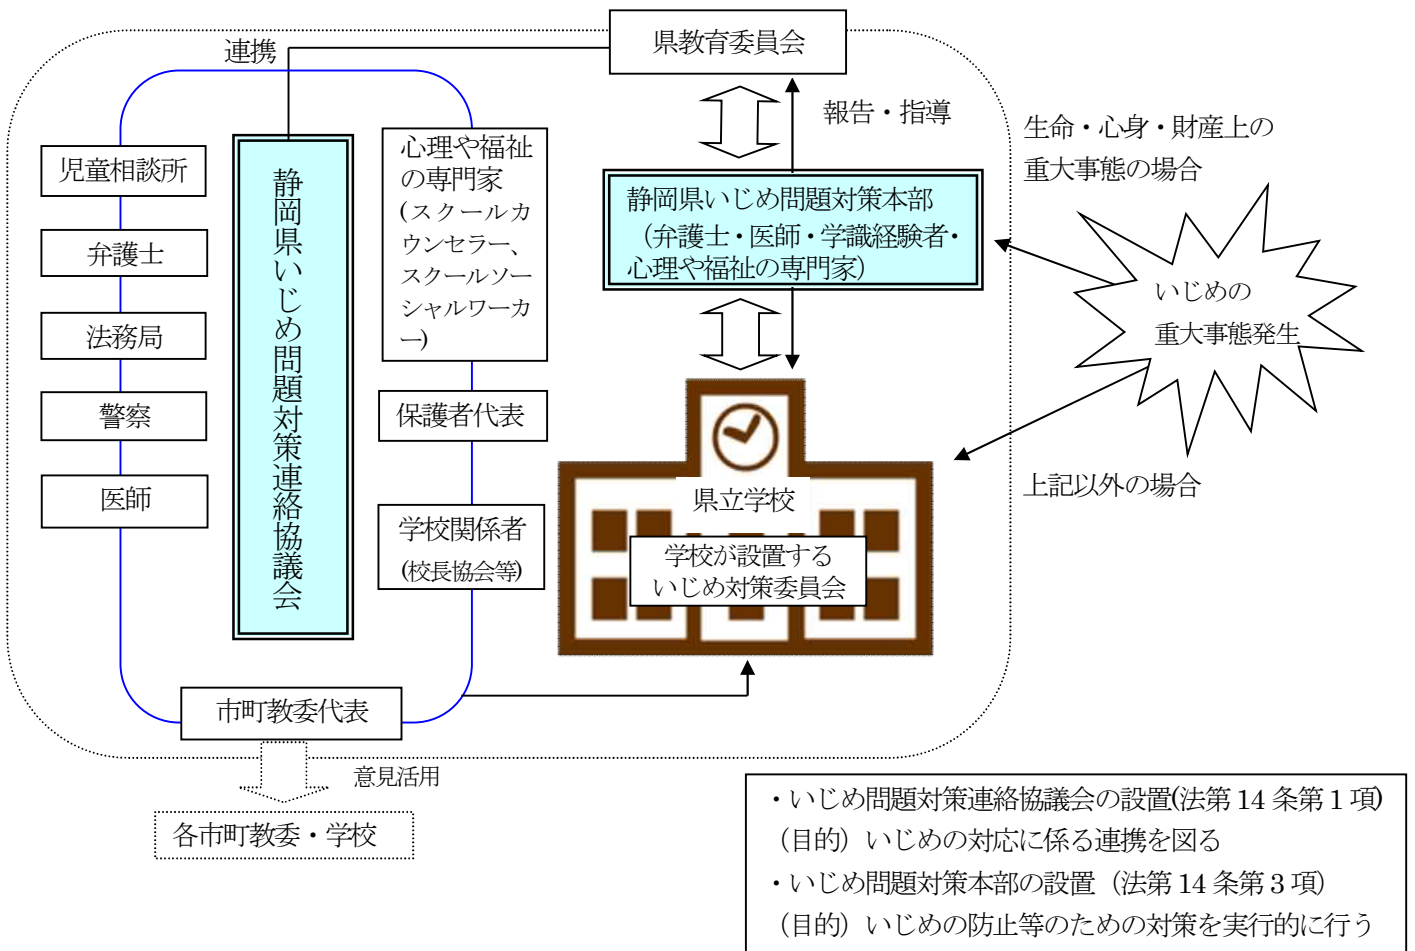 県教育委員会
連携
報告・指導
生命・心身・財産上の
重大事態の場合
児童相談所
弁護士
法務局
警察
医師
静岡県いじめ問題対策連絡協議会
心理や福祉
の専門家
(スクールカ
ウンセラー、
スクールソー
シャルワーカ
ー)
保護者代表
学校関係者
(校長協会等)
静岡県いじめ問題対策本部
（弁護士・医師・学識経験者・
心理や福祉の専門家）
いじめの
重大事態発生
上記以外の場合
県立学校
学校が設置する
いじめ対策委員会
市町教委代表
意見活用
各市町教委・学校
・いじめ問題対策連絡協議会の設置(法第14条第1項)
（目的）いじめの対応に係る連携を図る
・いじめ問題対策本部の設置（法第14条第3項）
（目的）いじめの防止等のための対策を実行的に行う